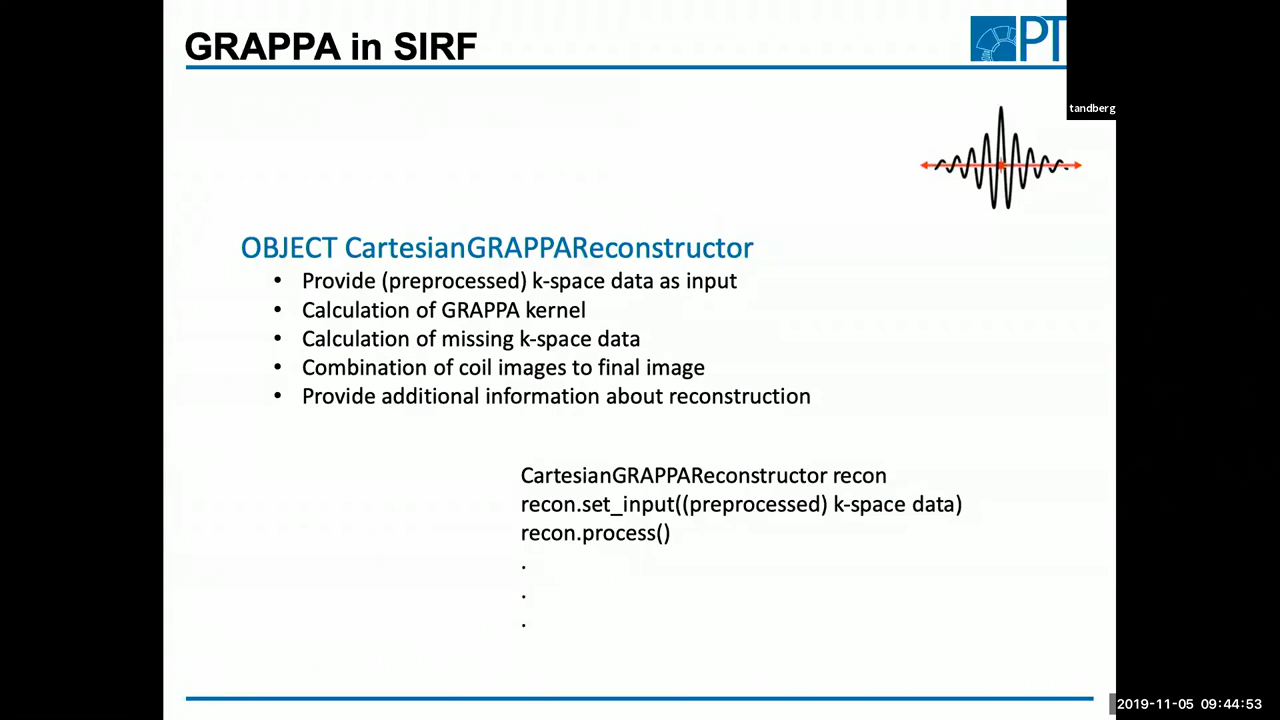 GRAPPA in SIRF
PT
tandberg
OBJECT CartesianGRAPPAReconstructor
• Provide (preprocessed) k-space data as input
• Calculation of GRAPPA kernel
• Calculation of missing k-space data
• Combination of coil images to final image
• Provide additional information about reconstruction
CartesianGRAPPAReconstructor recon
recon.set_input((preprocessed) k-space data)
recon.process()
.
.
.
2019-11-05 09:44:53